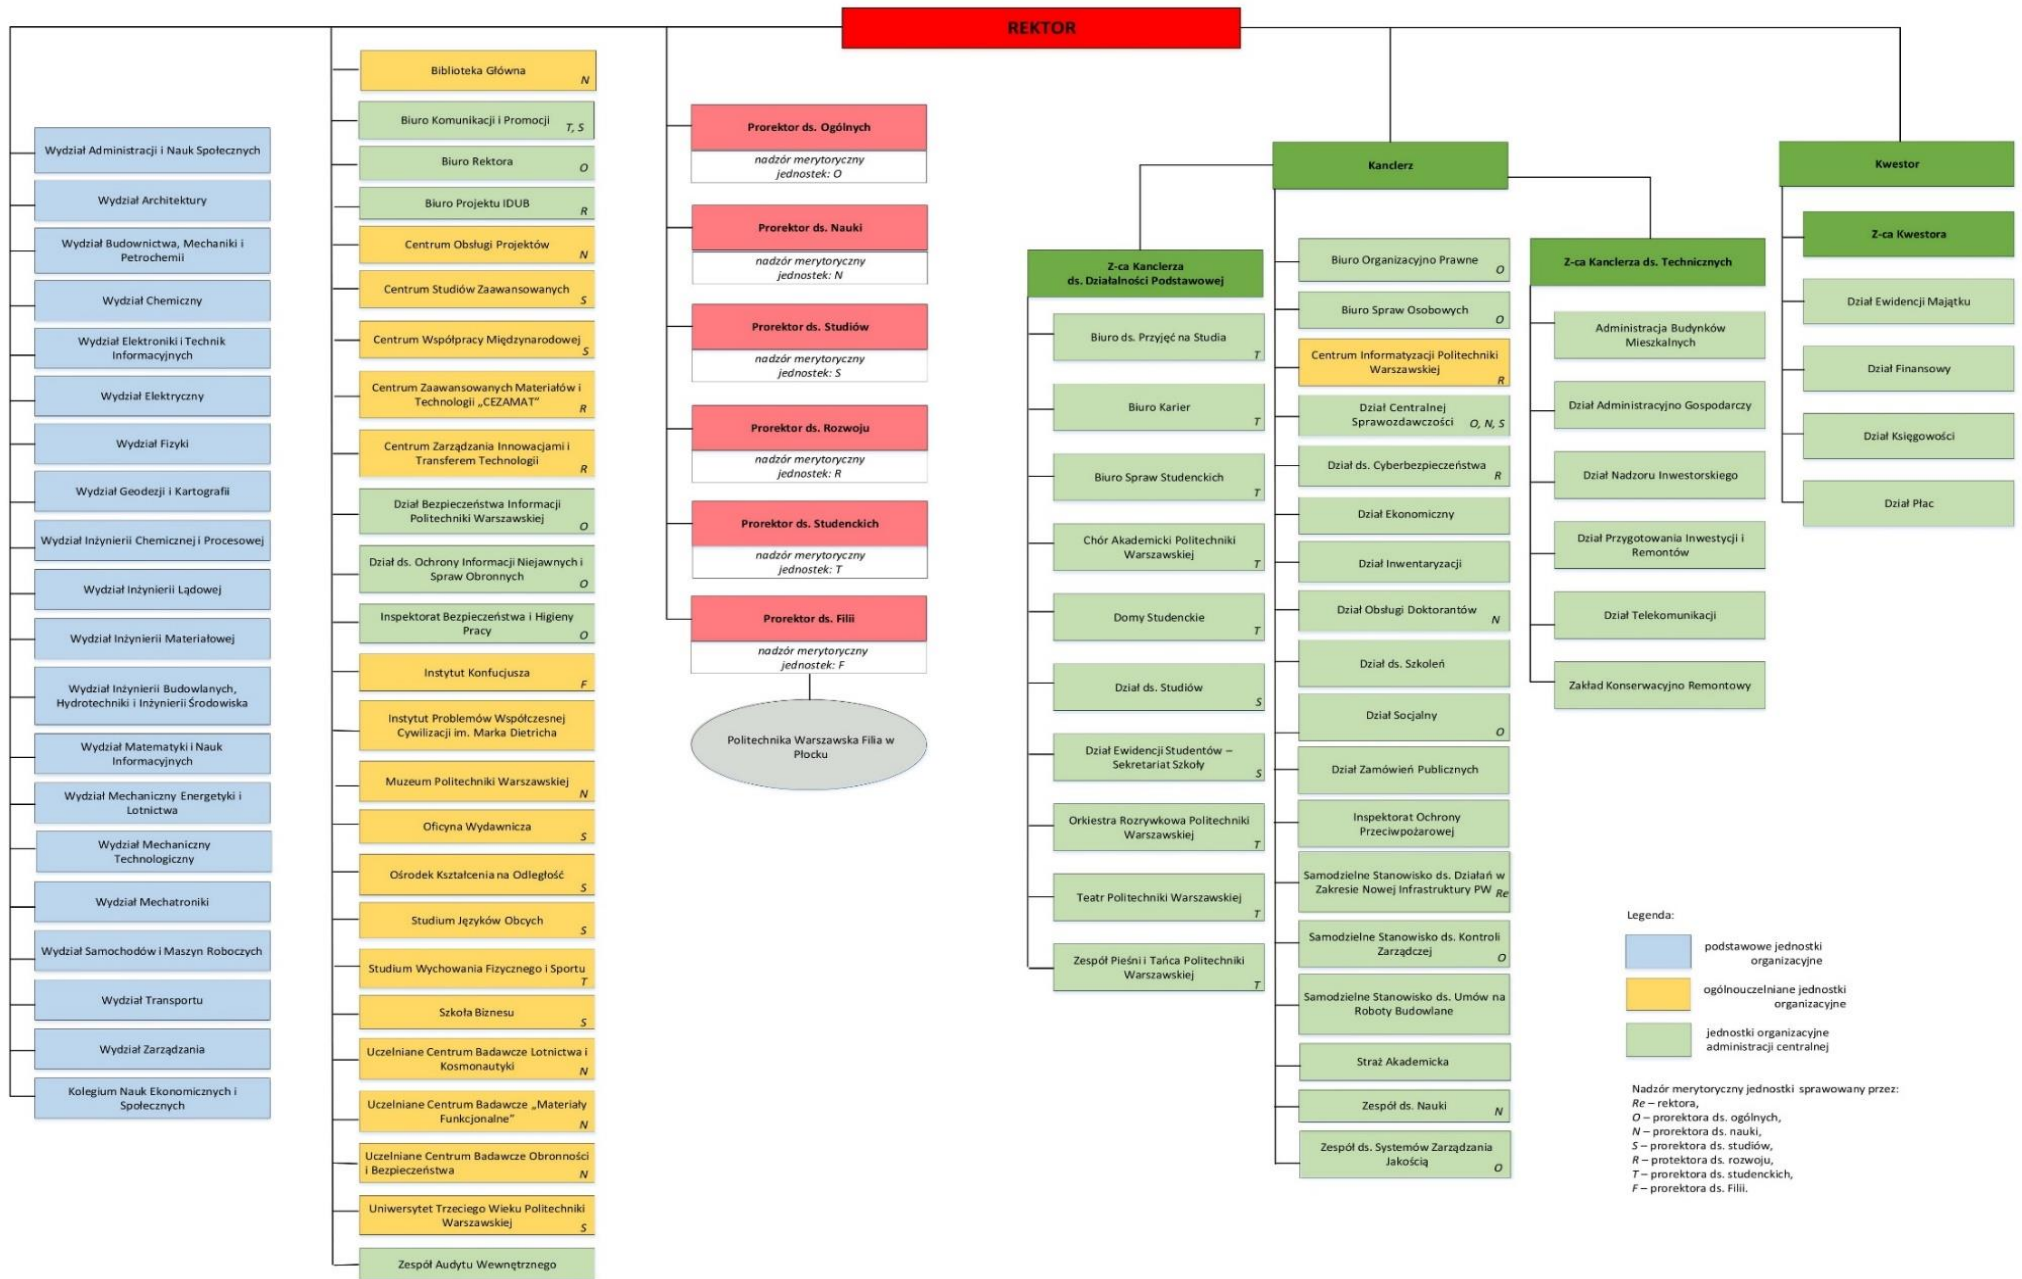 REKTOR
Wydział Administracji i Nauk Społecznych
Wydział Architektury
Wydział Budownictwa, Mechaniki i
Petrochemii
Wydział Chemiczny
Wydział Elektroniki i Technik
Informacyjnych
Wydział Elektryczny
Wydział Fizyki
Wydział Geodezji i Kartografii
Wydział Inżynierii Chemicznej i Procesowej
Wydział Inżynierii Lądowej
Wydział Inżynierii Materiałowej
Wydział Inżynierii Budowlanych,
Hydrotechniki i Inżynierii Środowiska
Wydział Matematyki i Nauk
Informacyjnych
Wydział Mechaniczny Energetyki i
Lotnictwa
Wydział Mechaniczny
Technologiczny
Wydział Mechatroniki
Wydział Samochodów i Maszyn Roboczych
Wydział Transportu
Wydział Zarządzania
Kolegium Nauk Ekonomicznych i
Społecznych
Biblioteka Główna
N
Biuro Komunikacji i Promocji
T, S
Biuro Rektora
O
Biuro Projektu IDUB
R
Centrum Obsługi Projektów
N
Centrum Studiów Zaawansowanych
S
Centrum Współpracy Międzynarodowej
S
Centrum Zaawansowanych Materiałów i
Technologii „CEZAMAT”
R
Centrum Zarządzania Innowacjami i
Transferem Technologii
R
Dział Bezpieczeństwa Informacji
Politechniki Warszawskiej
O
Dział ds. Ochrony Informacji Niejawnych i
Spraw Obronnych
O
Inspektorat Bezpieczeństwa i Higieny
Pracy
O
Instytut Konfucjusza
F
Instytut Problemów Współczesnej
Cywilizacji im. Marka Dietricha
Muzeum Politechniki Warszawskiej
N
Oficyna Wydawnicza
S
Ośrodek Kształcenia na Odległość
S
Studium Języków Obcych
S
Studium Wychowania Fizycznego i Sportu
T
Szkoła Biznesu
S
Uczelniane Centrum Badawcze Lotnictwa i
Kosmonautyki
N
Uczelniane Centrum Badawcze „Materiały
Funkcjonalne”
N
Uczelniane Centrum Badawcze Obronności
i Bezpieczeństwa
N
Uniwersytet Trzeciego Wieku Politechniki
Warszawskiej
S
Zespół Audytu Wewnętrznego
Prorektor ds. Ogólnych
nadzór merytoryczny
jednostek: O
Prorektor ds. Nauki
nadzór merytoryczny
jednostek: N
Prorektor ds. Studiów
nadzór merytoryczny
jednostek: S
Prorektor ds. Rozwoju
nadzór merytoryczny
jednostek: R
Prorektor ds. Studenckich
nadzór merytoryczny
jednostek: T
Prorektor ds. Filii
nadzór merytoryczny
jednostek: F
Politechnika Warszawska Filia w
Płocku
Kanclerz
Z-ca Kanclerza
ds. Działalności Podstawowej
Biuro ds. Przyjęć na Studia
T
Biuro Karier
T
Biuro Spraw Studenckich
T
Chór Akademicki Politechniki
Warszawskiej
T
Domy Studenckie
T
Dział ds. Studiów
S
Dział Ewidencji Studentów –
Sekretariat Szkoły
S
Orkiestra Rozrywkowa Politechniki
Warszawskiej
T
Teatr Politechniki Warszawskiej
T
Zespół Pieśni i Tańca Politechniki
Warszawskiej
T
Biuro Organizacyjno Prawne
O
Biuro Spraw Osobowych
O
Centrum Informatyzacji Politechniki
Warszawskiej
R
Dział Centralnej
Sprawozdawczości O, N, S
Dział ds. Cyberbezpieczeństwa
R
Dział Ekonomiczny
Dział Inwentaryzacji
Dział Obsługi Doktorantów
N
Dział ds. Szkoleń
Dział Socjalny
O
Dział Zamówień Publicznych
Inspektorat Ochrony
Przeciwpożarowej
Samodzielne Stanowisko ds. Działań w
Zakresie Nowej Infrastruktury PW Re
Samodzielne Stanowisko ds. Kontroli
Zarządczej
O
Samodzielne Stanowisko ds. Umów na
Roboty Budowlane
Straż Akademicka
Zespół ds. Nauki
N
Zespół ds. Systemów Zarządzania
Jakością
O
Z-ca Kanclerza ds. Technicznych
Administracja Budynków
Mieszkalnych
Dział Administracyjno Gospodarczy
Dział Nadzoru Inwestorskiego
Dział Przygotowania Inwestycji i
Remontów
Dział Telekomunikacji
Zakład Konserwacyjno Remontowy
Kwestor
Z-ca Kwestora
Dział Ewidencji Majątku
Dział Finansowy
Dział Księgowości
Dział Płac
Legenda:
podstawowe jednostki
organizacyjne
ogólnouczelniane jednostki
organizacyjne
jednostki organizacyjne
administracji centralnej
Nadzór merytoryczny jednostki sprawowany przez:
Re – rektora,
O – prorektora ds. ogólnych,
N – prorektora ds. nauki,
S – prorektora ds. studiów,
R – protektora ds. rozwoju,
T – prorektora ds. studenckich,
F – prorektora ds. Filii.